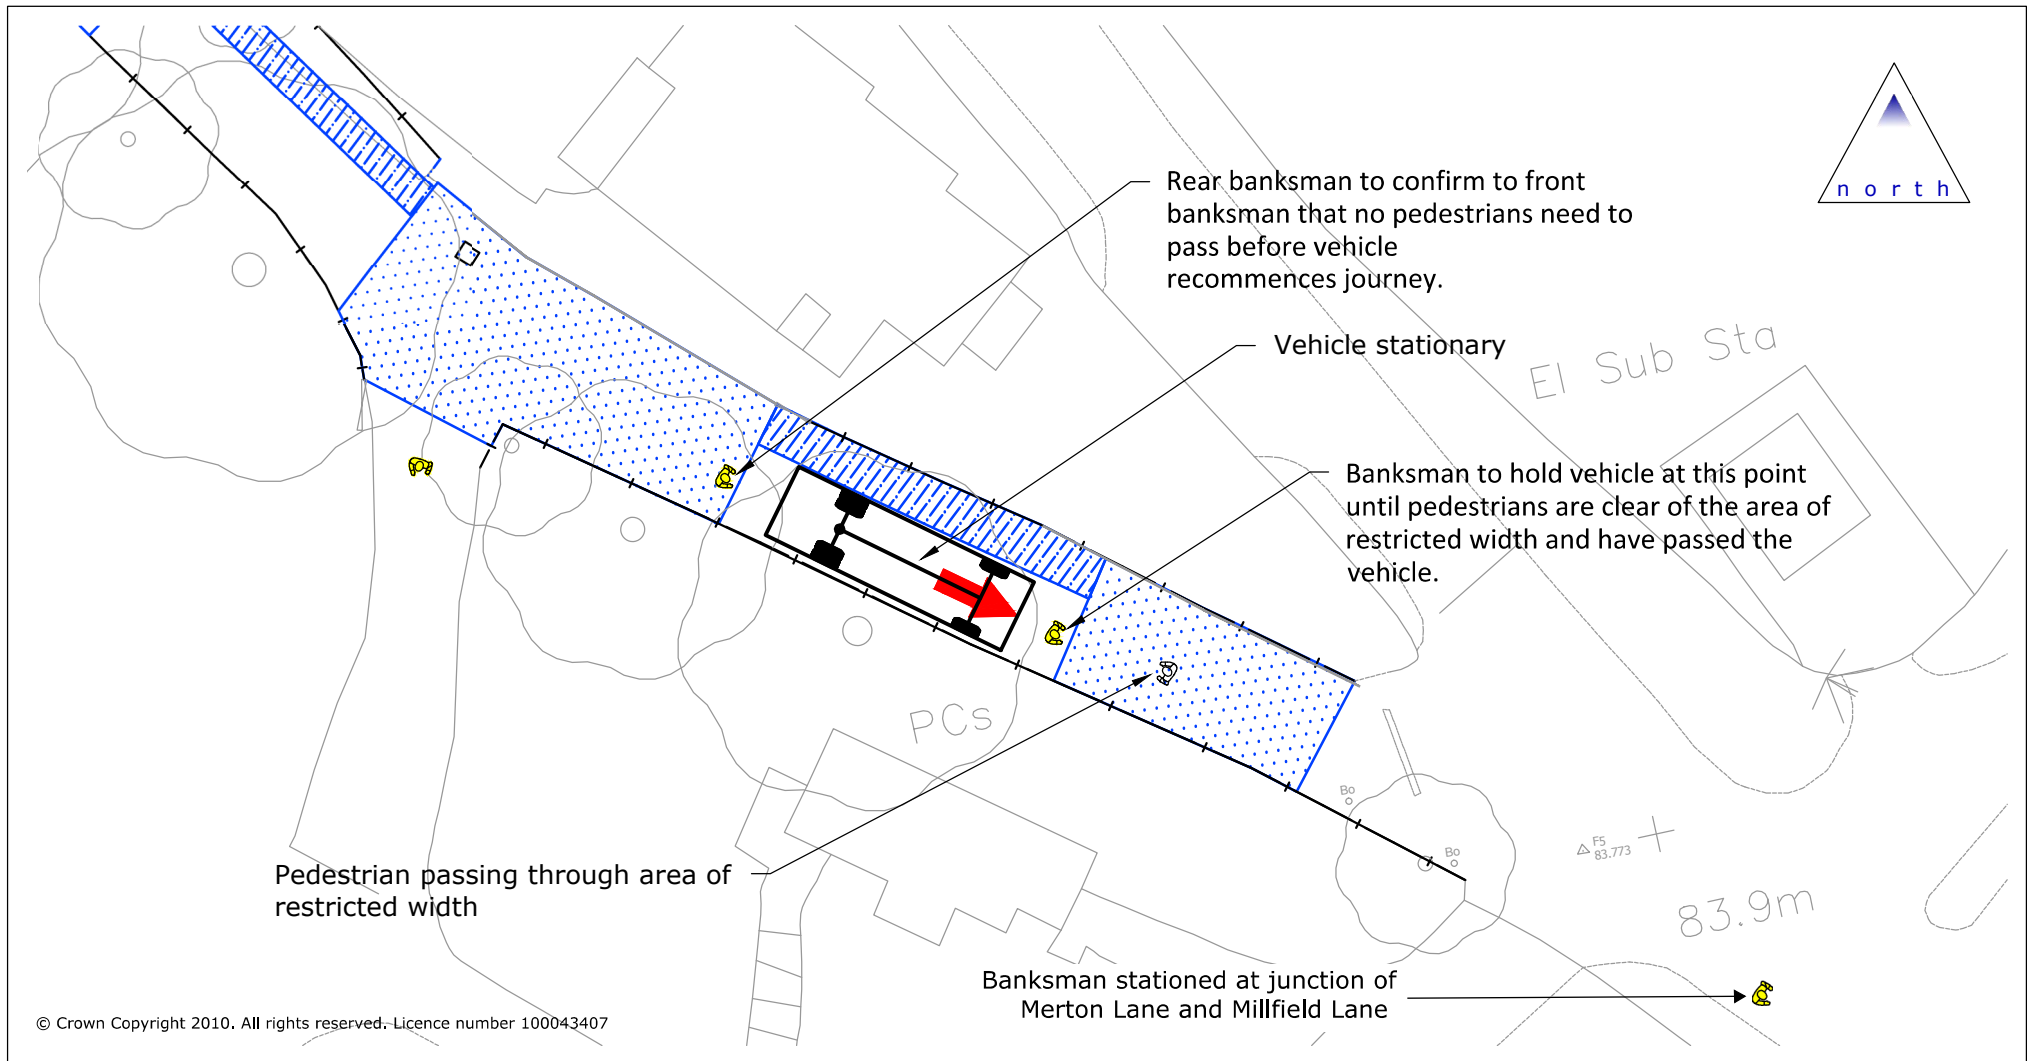 north
Rear banksman to confirm to front
banksman that no pedestrians need to
pass before vehicle
recommences journey.
Vehicle stationary
El Sub Sta
Banksman to hold vehicle at this point
until pedestrians are clear of the area of
restricted width and have passed the
vehicle.
PCs
Bo
F5
83.773
Bo
Pedestrian passing through area of
restricted width
83.9m
Banksman stationed at junction of
Merton Lane and Millfield Lane
© Crown Copyright 2010. All rights reserved. Licence number 100043407